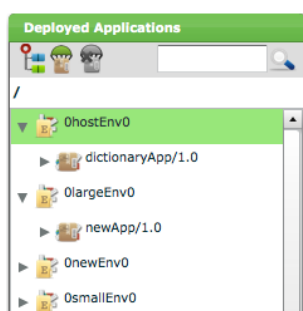 Deployed Applications
/
0hostEnv0
dictionaryApp/1.0
0largeEnv0
newApp/1.0
0newEnv0
0smallEnv0